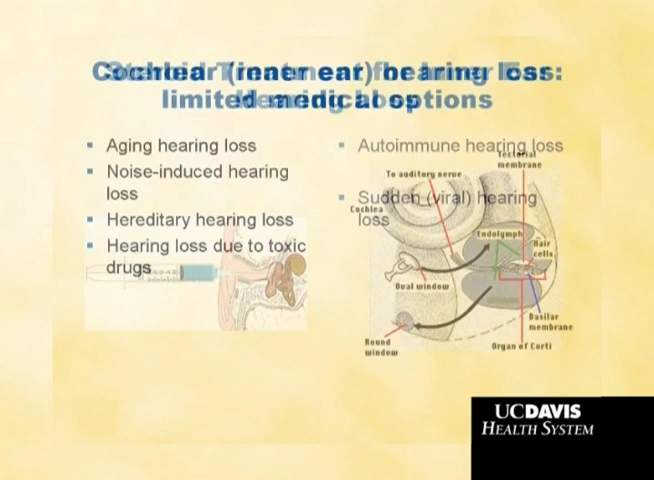 Cochlear (inner ear) hearing loss:
limited medical options
Aging hearing loss
Noise-induced hearing
loss
Hereditary hearing loss
Hearing loss due to toxic
drugs
Autoimmune hearing loss
Sudden (viral) hearing
loss
Tectorial
membrane
To auditory nerve
Cochlea
Endolymph
Hair
cells
Oval window
Basilar
membrane
Round
window
Organ of Corti
UCDAVIS
HEALTH SYSTEM